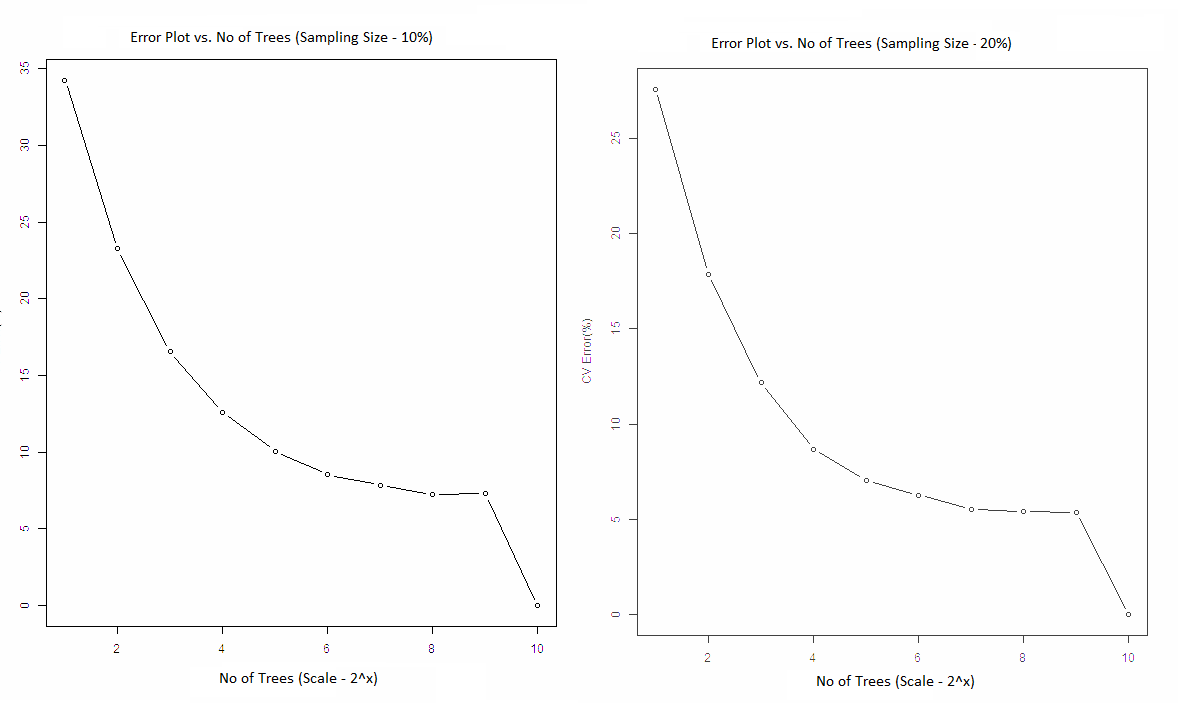 Error Plot vs. No of Trees (Sampling Size - 10%)
35
30
25
20
15
10
5
0
2 4 6 8 10
No of Trees (Scale - 2^x)
Error Plot vs. No of Trees (Sampling Size - 20%)
CV Error(%)
25
20
15
10
5
0
2 4 6 8 10
No of Trees (Scale - 2^x)